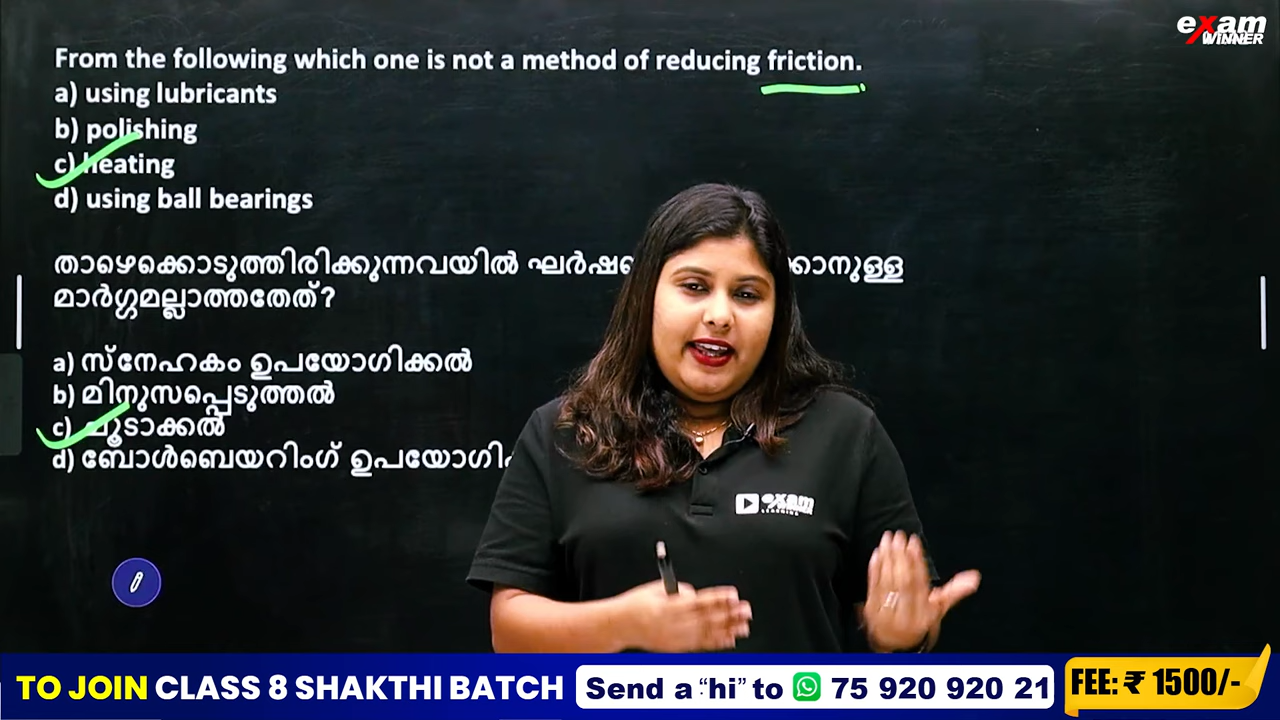 exam
WINNER
From the following which one is not a method of reducing friction.
a) using lubricants
b) polishing
c) heating
d) using ball bearings
താഴെക്കൊടുത്തിരിക്കുന്നവയിൽ
മാർഗ്ഗമല്ലാത്തതേത്?
a) സ്നേഹകം ഉപയോഗിക്കൽ
b) മിനുസപ്പെടുത്തൽ
c) ചൂടാക്കൽ
d) ബോൾബെയറിംഗ്
exam
TO JOIN CLASS 8 SHAKTHI BATCH
Send a “hi” to 75 920 920 21
FEE: ₹ 1500/-